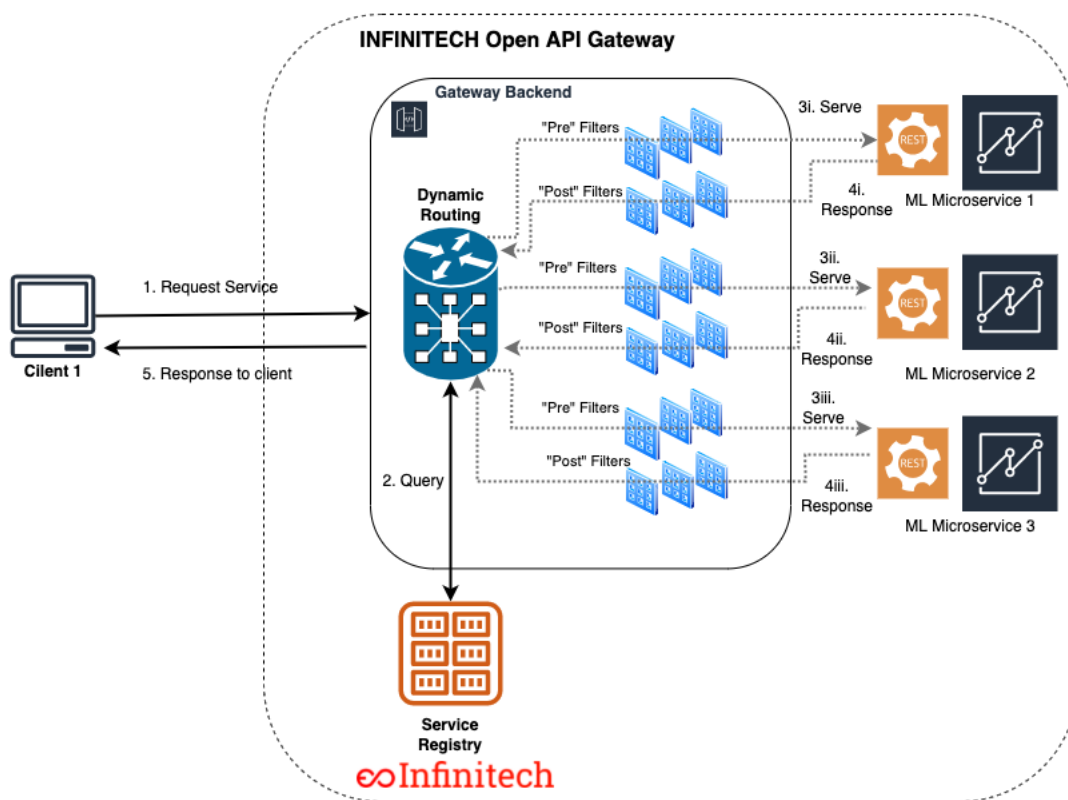 INFINITECH Open API Gateway
Gateway Backend
"Pre" Filters
3i. Serve
REST
"Post" Filters
4i.
Response
ML Microservice 1
Dynamic
Routing
"Pre" Filters
3ii.
Serve
REST
1. Request Service
"Post" Filters
4ii.
Response
ML Microservice 2
5. Response to client
Cilent 1
"Pre" Filters
3iii.
Serve
REST
"Post" Filters
2. Query
4iii.
Response
ML Microservice 3
Service
Registry
Infinitech